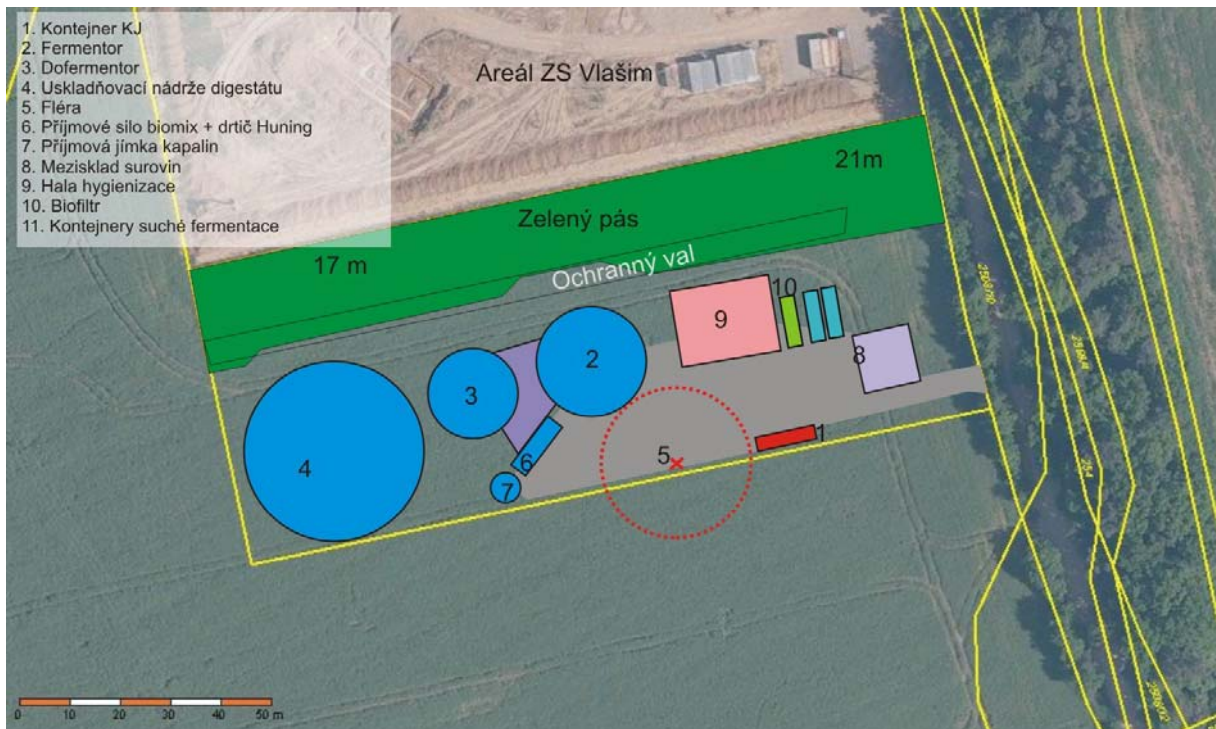 1. Kontejner KJ
2. Fermentor
3. Dofermentor
4. Uskladňovací nádrže digestátu
5. Fléra
6. Příjmové silo biomix + drtič Huning
7. Příjmová jímka kapalin
8. Mezisklad surovin
9. Hala hygienizace
10. Biofiltr
11. Kontejnery suché fermentace
Areál ZS Vlašim
21m
Zelený pás
17 m
Ochranný val
10
9
2
8
3
1
5
4
6
7
254
0 10 20 30 40 50 m